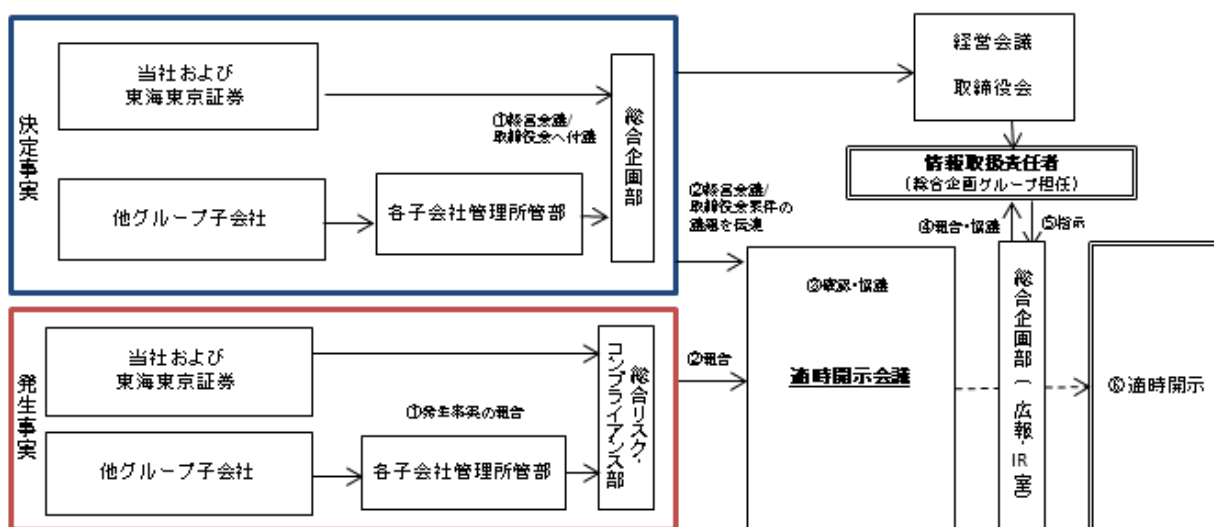 決定事実
当社および
東海東京証券
①経営会議/
取締役会へ付議
総合企画部
他グループ子会社
各子会社管理所管部
経営会議
取締役会
情報取扱責任者
(総合企画グループ担任)
②経営会議/
取締役会案件の
議題を伝達
④報告・協議
⑤指示
発生事実
当社および
東海東京証券
①発生事実の報告
総合リスク・
コンプライアンス部
他グループ子会社
各子会社管理所管部
②報告
③確認・協議
適時開示会議
総合企画部(広報・IR室)
⑥適時開示